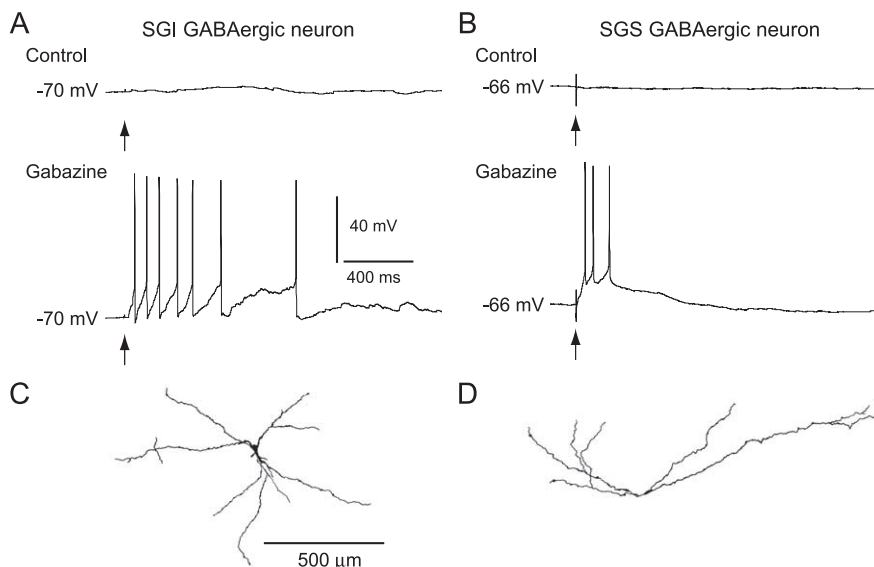 A
SGI GABAergic neuron
Control
-70 mV
Gabazine
40 mV
400 ms
-70 mV
B
SGS GABAergic neuron
Control
-66 mV
Gabazine
-66 mV
C
500 μm
D